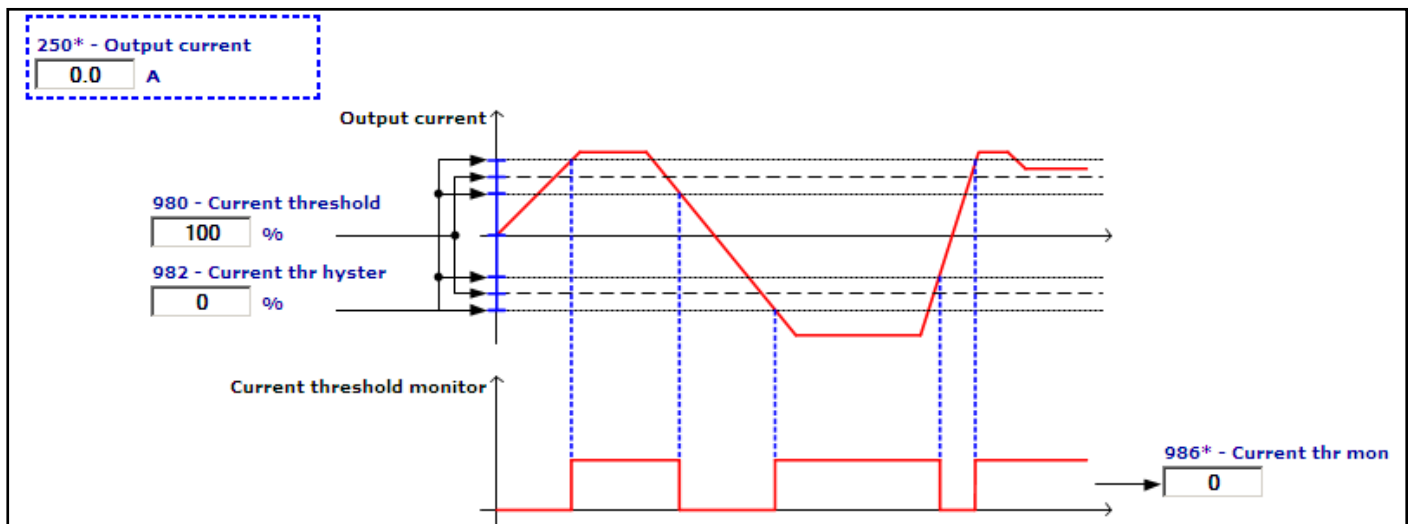 250* - Output current
0.0 A
Output current
980 - Current threshold
100 %
982 - Current thr hyster
0 %
Current threshold monitor
986* - Current thr mon
0